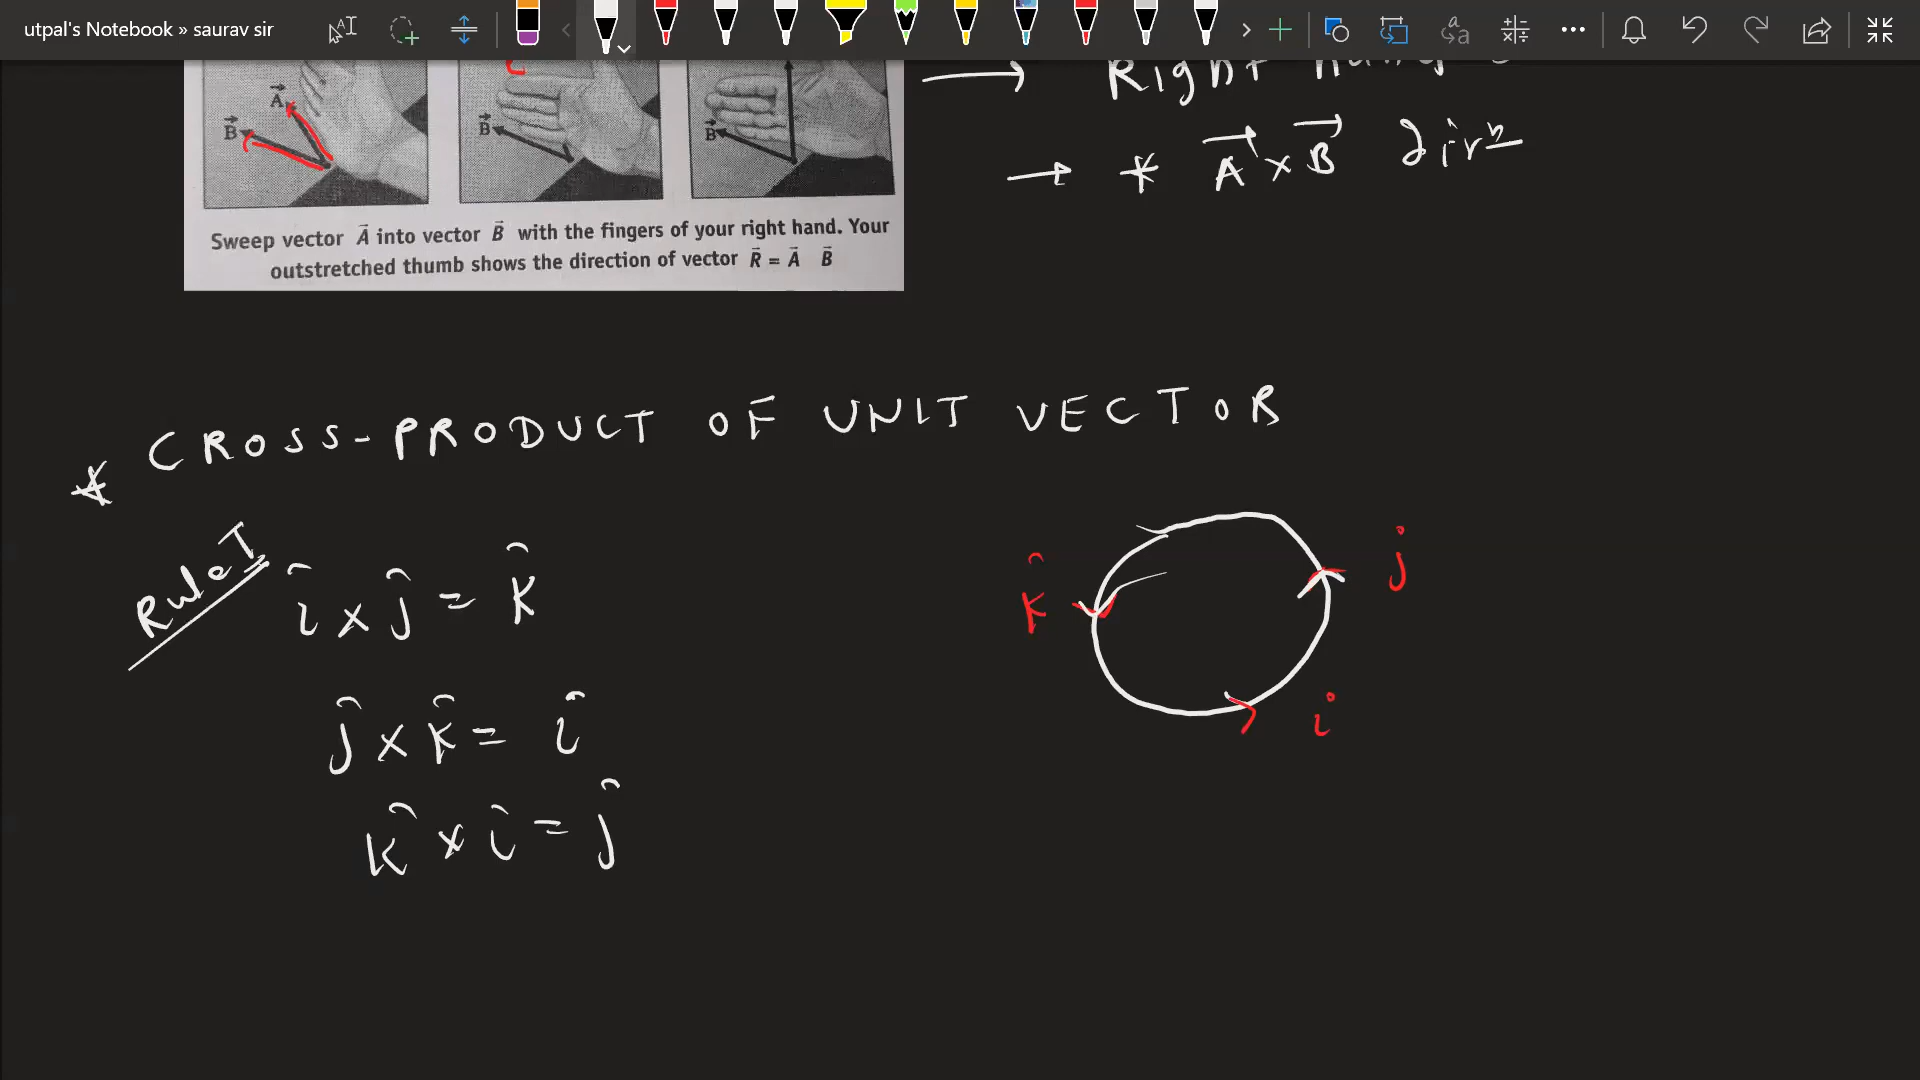 utpal's Notebook » saurav sir
A⃗
B⃗
B⃗
B⃗
Sweep vector A⃗ into vector B⃗ with the fingers of your right hand. Your
outstretched thumb shows the direction of vector R⃗ = A⃗ B⃗
→ Right
→ * A⃗ × B⃗ dirⁿ
* CROSS-PRODUCT OF UNIT VECTOR
Rule I
î × ĵ = k̂
ĵ × k̂ = î
k̂ × î = ĵ
k̂
j
i